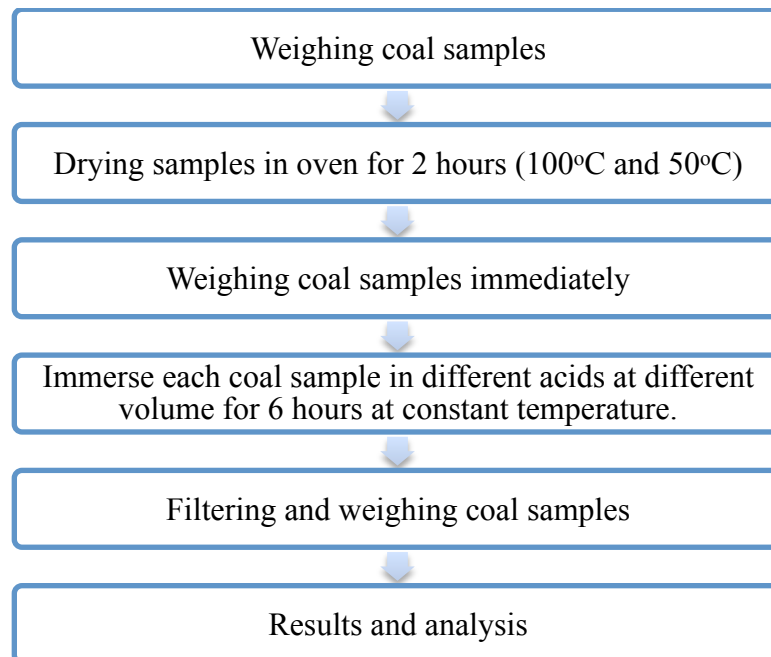 Weighing coal samples
Drying samples in oven for 2 hours (100ᵒC and 50ᵒC)
Weighing coal samples immediately
Immerse each coal sample in different acids at different
volume for 6 hours at constant temperature.
Filtering and weighing coal samples
Results and analysis